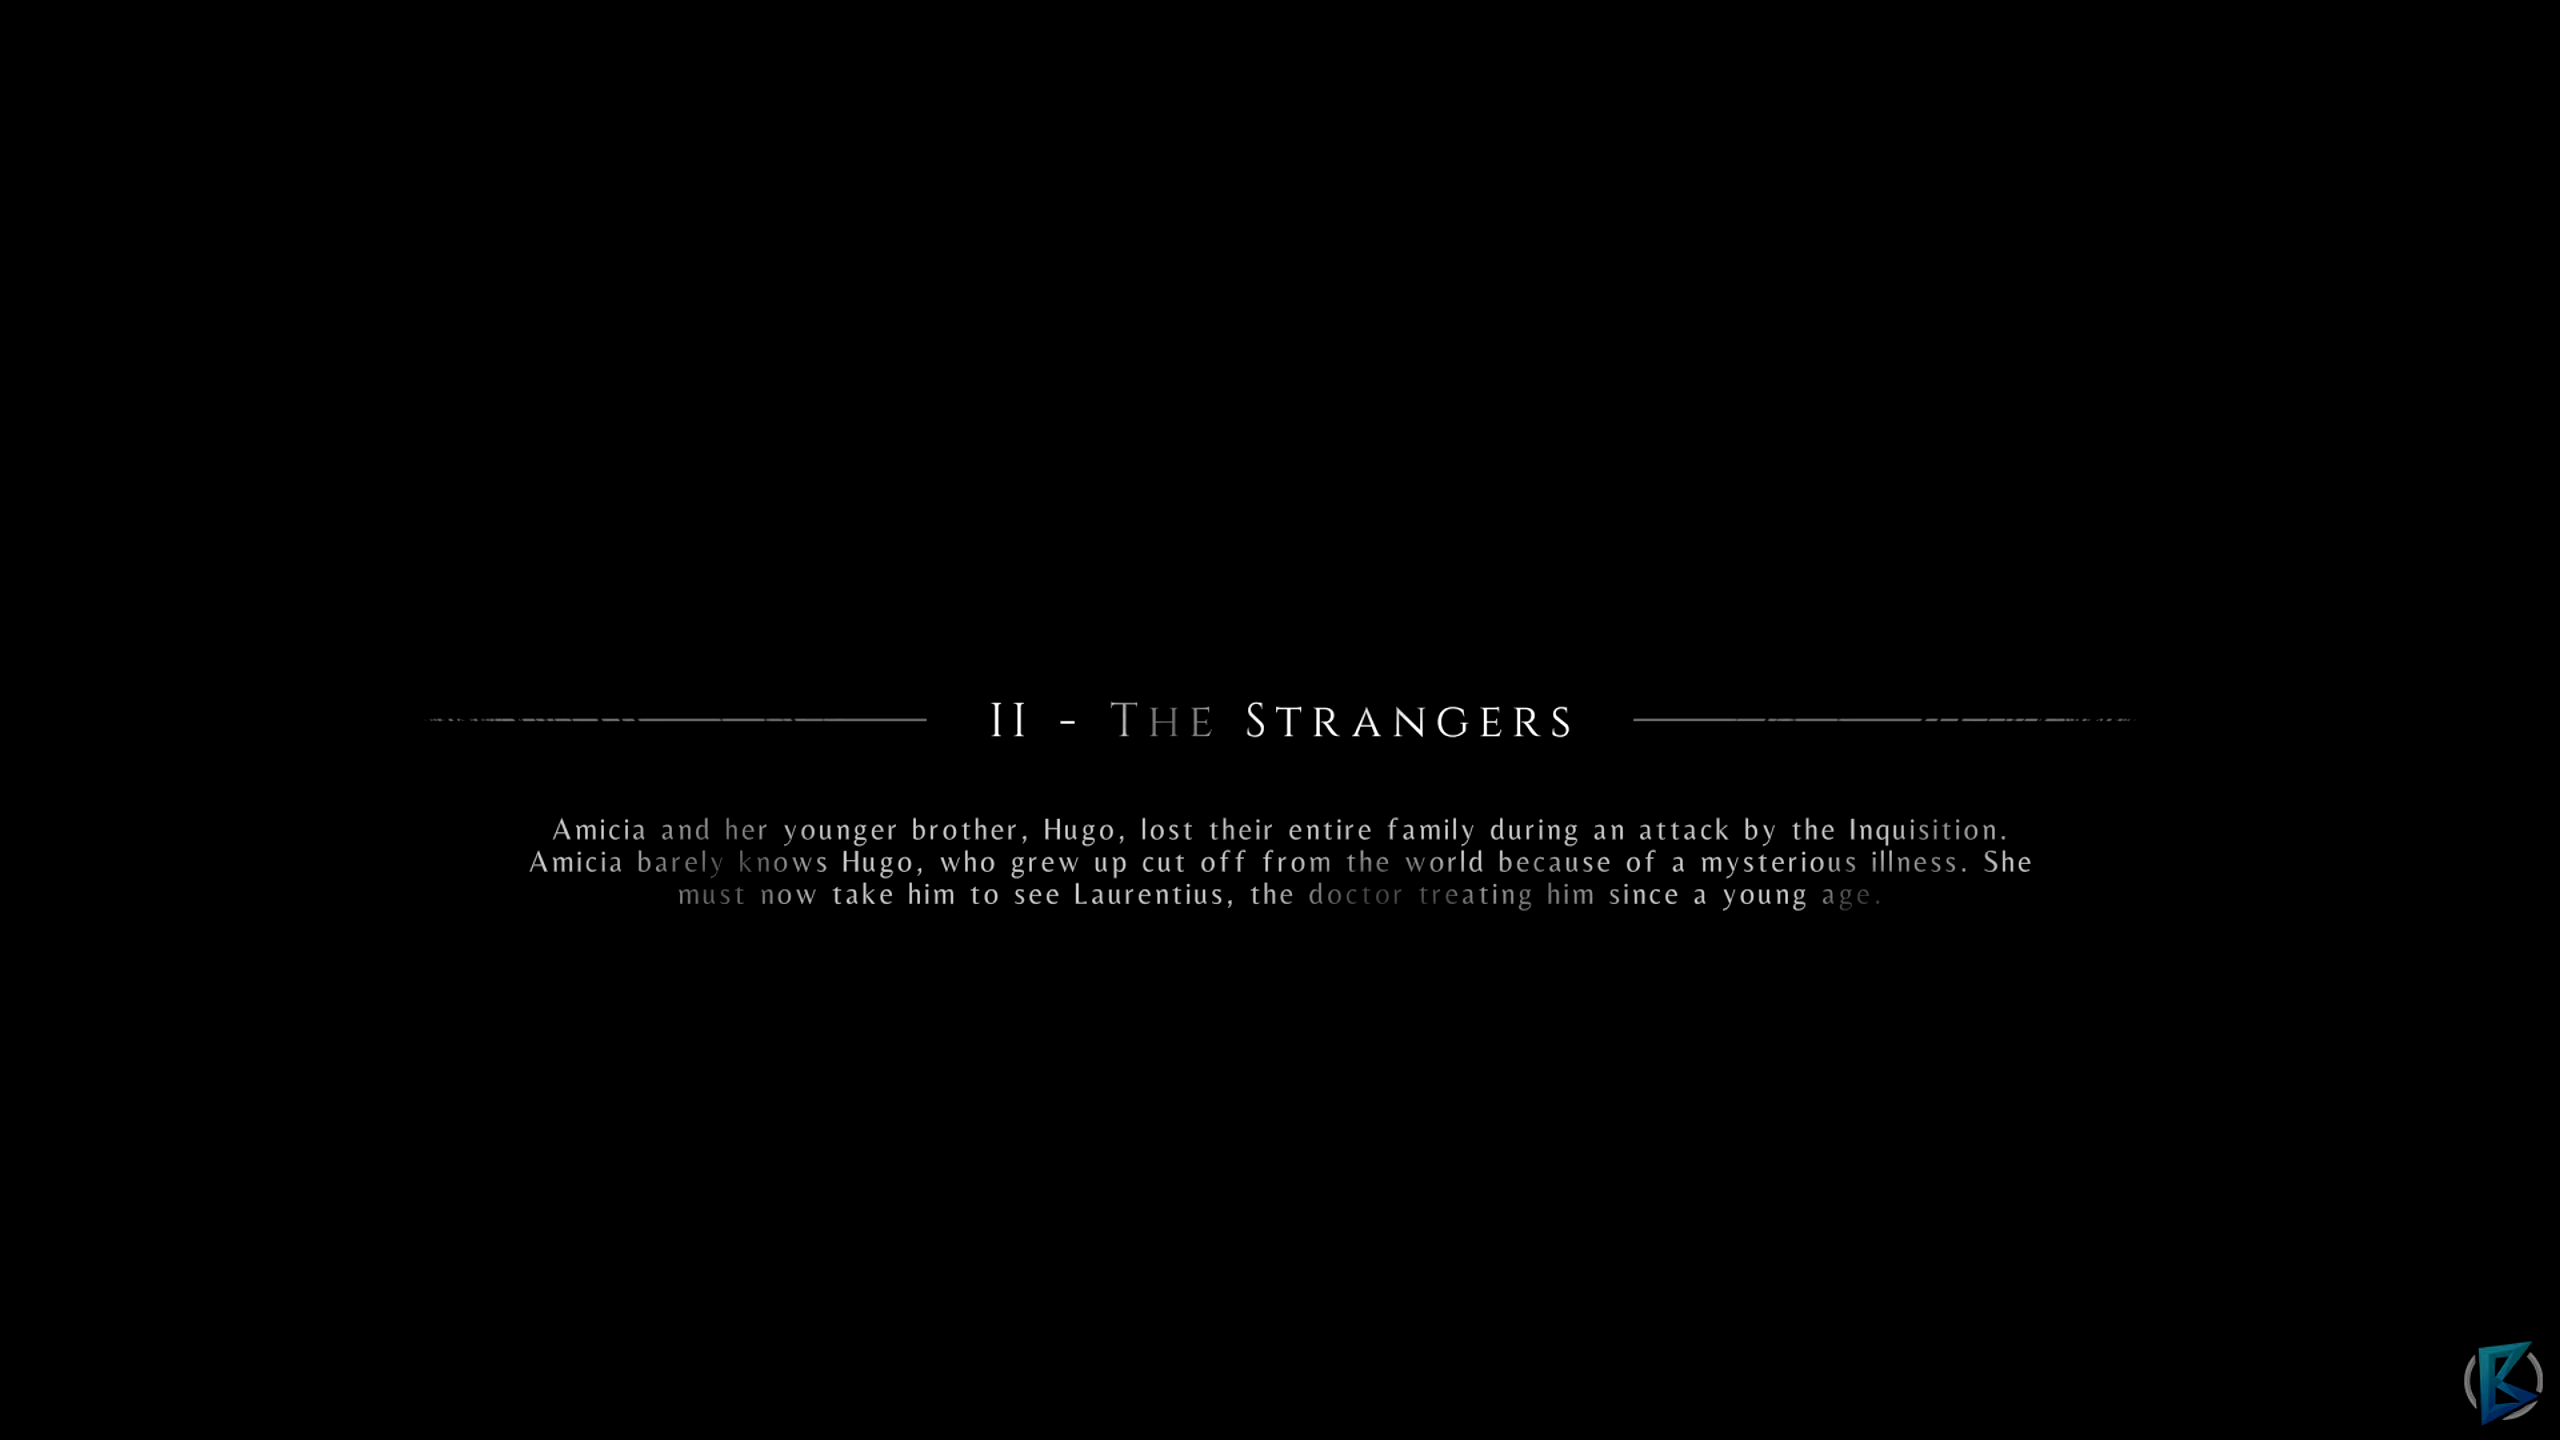 II - The Strangers
Amicia and her younger brother, Hugo, lost their entire family during an attack by the Inquisition.
Amicia barely knows Hugo, who grew up cut off from the world because of a mysterious illness. She
must now take him to see Laurentius, the doctor treating him since a young age.